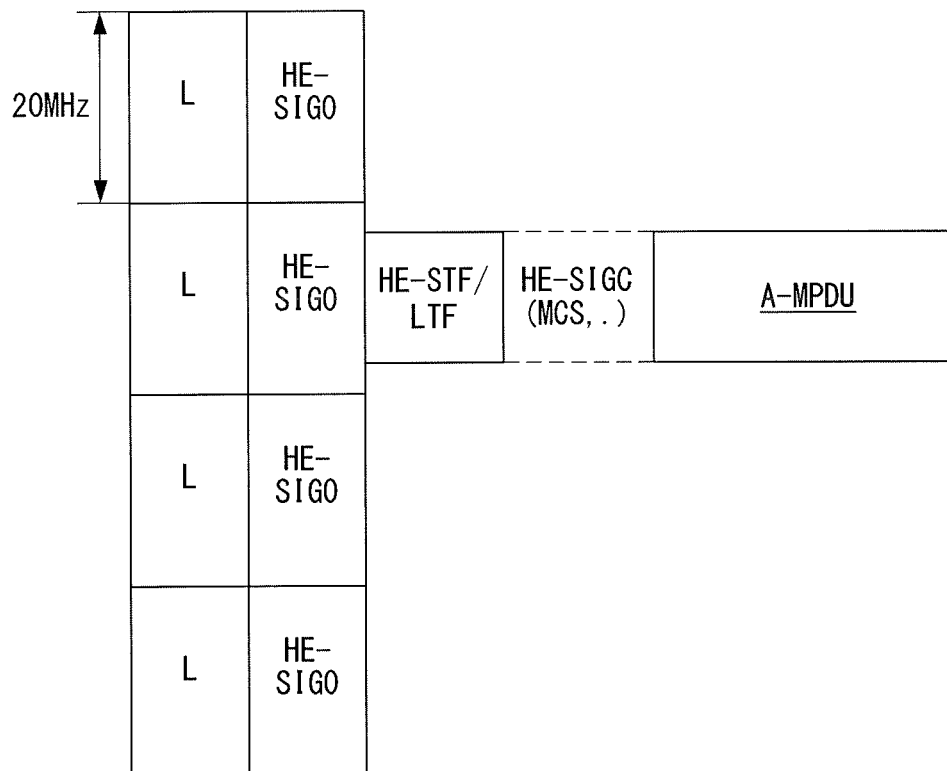 20MHz
L
HE-
SIG0
L
HE-
SIG0
HE-STF/
LTF
HE-SIGC
(MCS,.)
A-MPDU
L
HE-
SIG0
L
HE-
SIG0